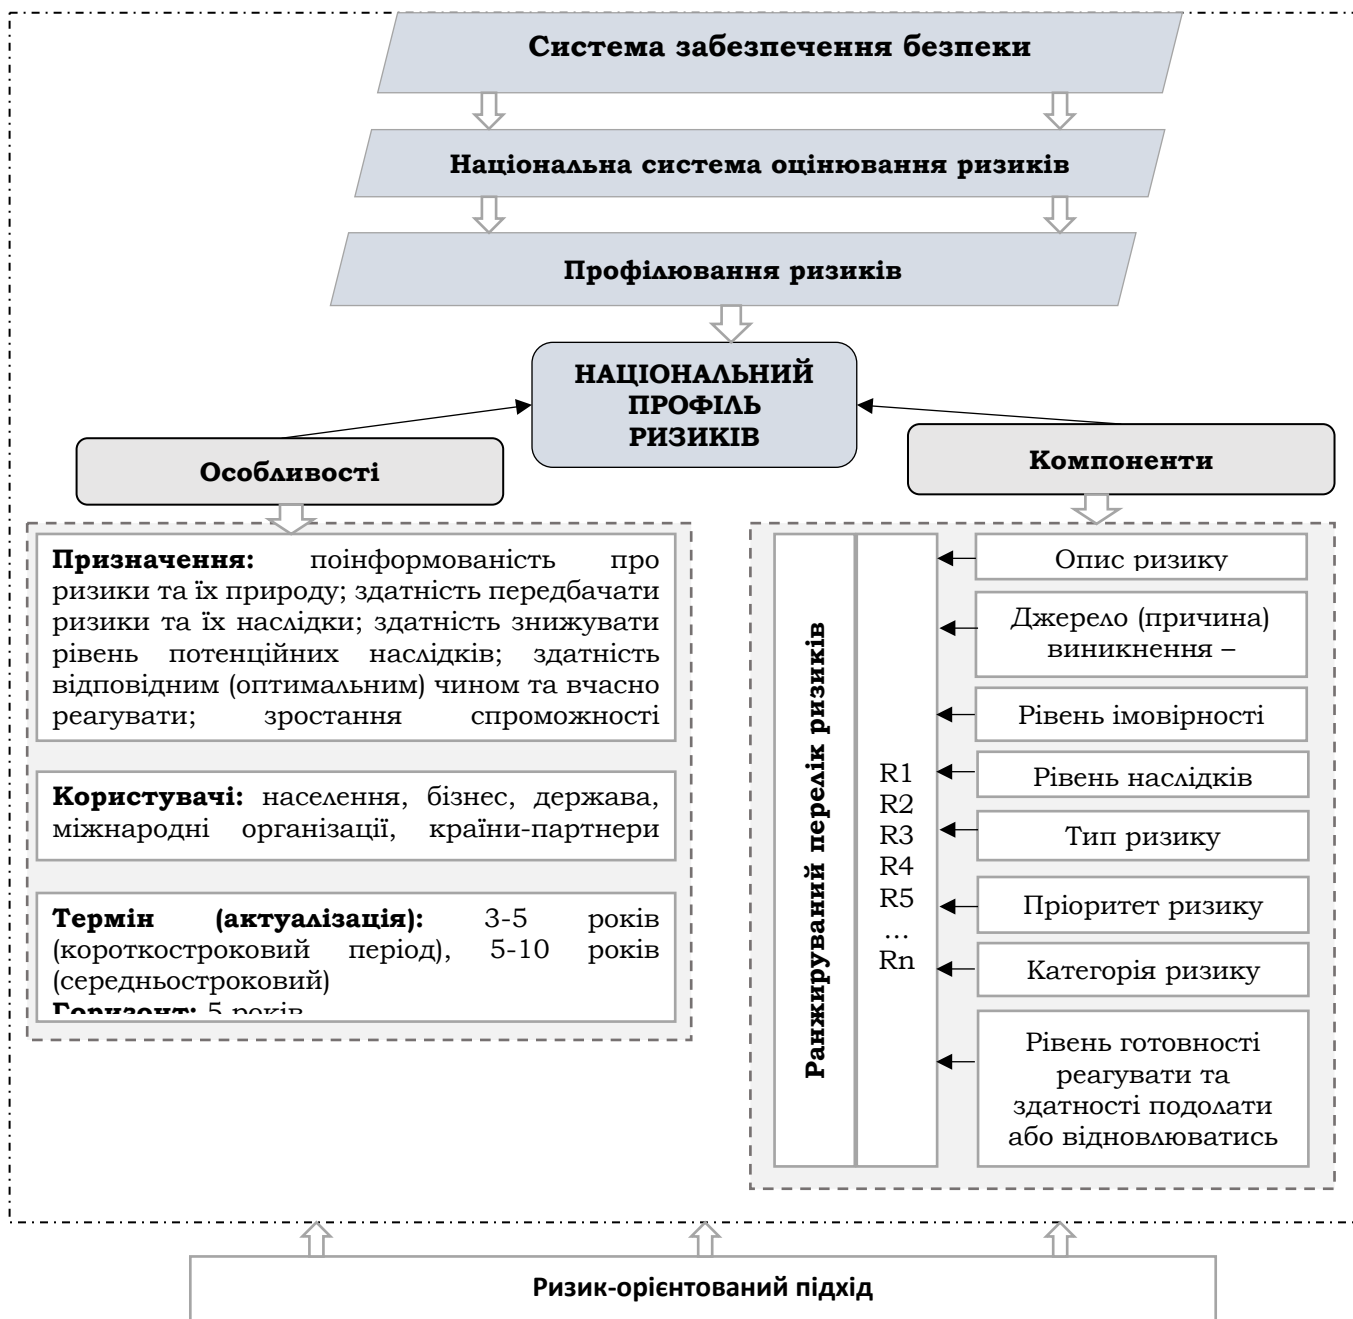 Система забезпечення безпеки
Національна система оцінювання ризиків
Профілювання ризиків
НАЦІОНАЛЬНИЙ
ПРОФІЛЬ
РИЗИКІВ
Особливості
Призначення: поінформованість про
ризики та їх природу; здатність передбачати
ризики та їх наслідки; здатність знижувати
рівень потенційних наслідків; здатність
відповідним (оптимальним) чином та вчасно
реагувати; зростання спроможності
Користувачі: населення, бізнес, держава,
міжнародні організації, країни-партнери
Термін (актуалізація): 3-5 років
(короткостроковий період), 5-10 років
(середньостроковий)
Горизонт: 5 років
Компоненти
Ранжируваний перелік ризиків
R1
R2
R3
R4
R5
...
Rn
Опис ризику
Джерело (причина)
виникнення –
Рівень імовірності
Рівень наслідків
Тип ризику
Пріоритет ризику
Категорія ризику
Рівень готовності
реагувати та
здатності подолати
або відновлюватись
Ризик-орієнтований підхід